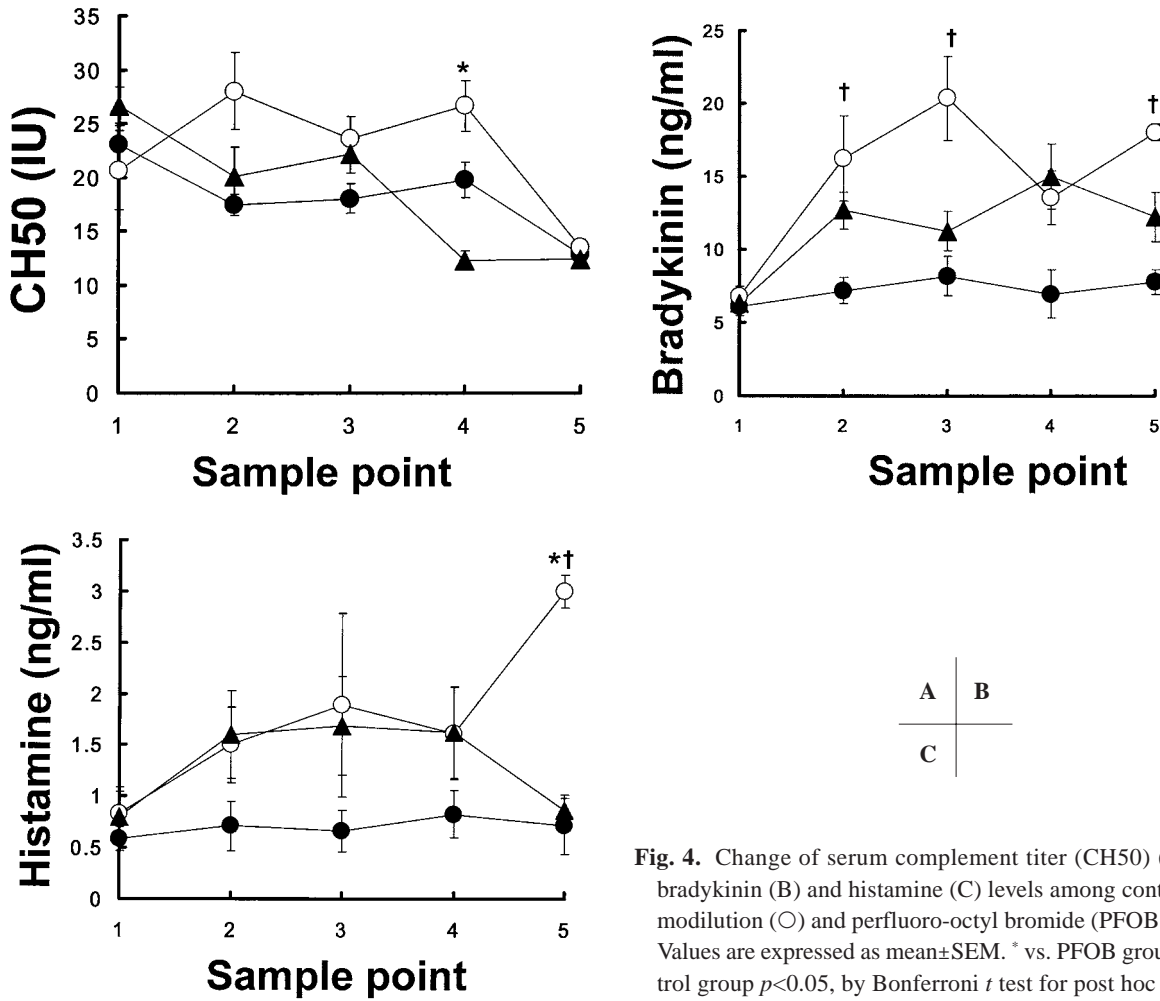 35
30
25
20
15
10
5
0
CH50 (IU)
*
1 2 3 4 5
Sample point
25
20
15
10
5
0
Bradykinin (ng/ml)
† † †
1 2 3 4 5
Sample point
3.5
3
2.5
2
1.5
1
0.5
0
Histamine (ng/ml)
*†
1 2 3 4 5
Sample point
A B
C
Fig. 4. Change of serum complement titer (CH50) (
bradykinin (B) and histamine (C) levels among cont
modilution (○) and perfluoro-octyl bromide (PFOB
Values are expressed as mean±SEM. * vs. PFOB grou
trol group p<0.05, by Bonferroni t test for post hoc